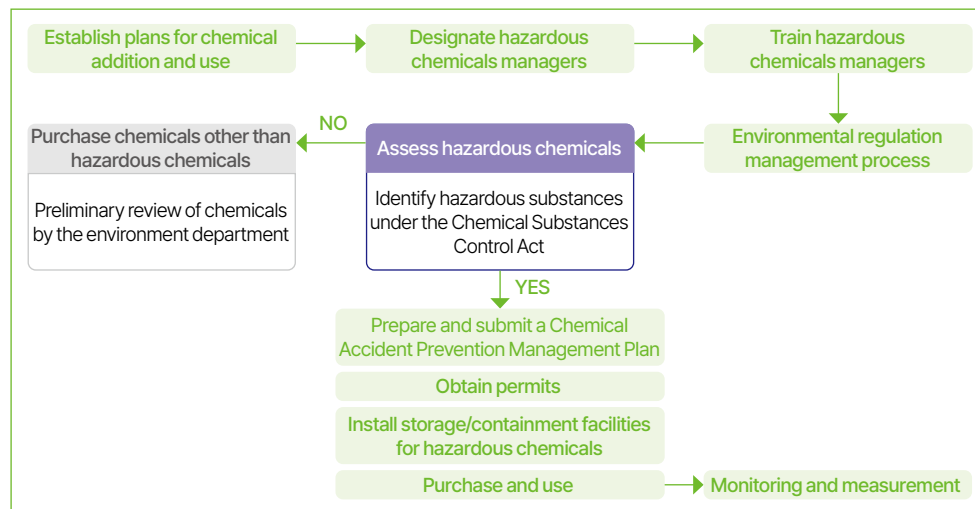 Establish plans for chemical
addition and use
Designate hazardous
chemicals managers
Train hazardous
chemicals managers
Environmental regulation
management process
Assess hazardous chemicals
Identify hazardous substances
under the Chemical Substances
Control Act
NO
Purchase chemicals other than
hazardous chemicals
Preliminary review of chemicals
by the environment department
YES
Prepare and submit a Chemical
Accident Prevention Management Plan
Obtain permits
Install storage/containment facilities
for hazardous chemicals
Purchase and use
Monitoring and measurement